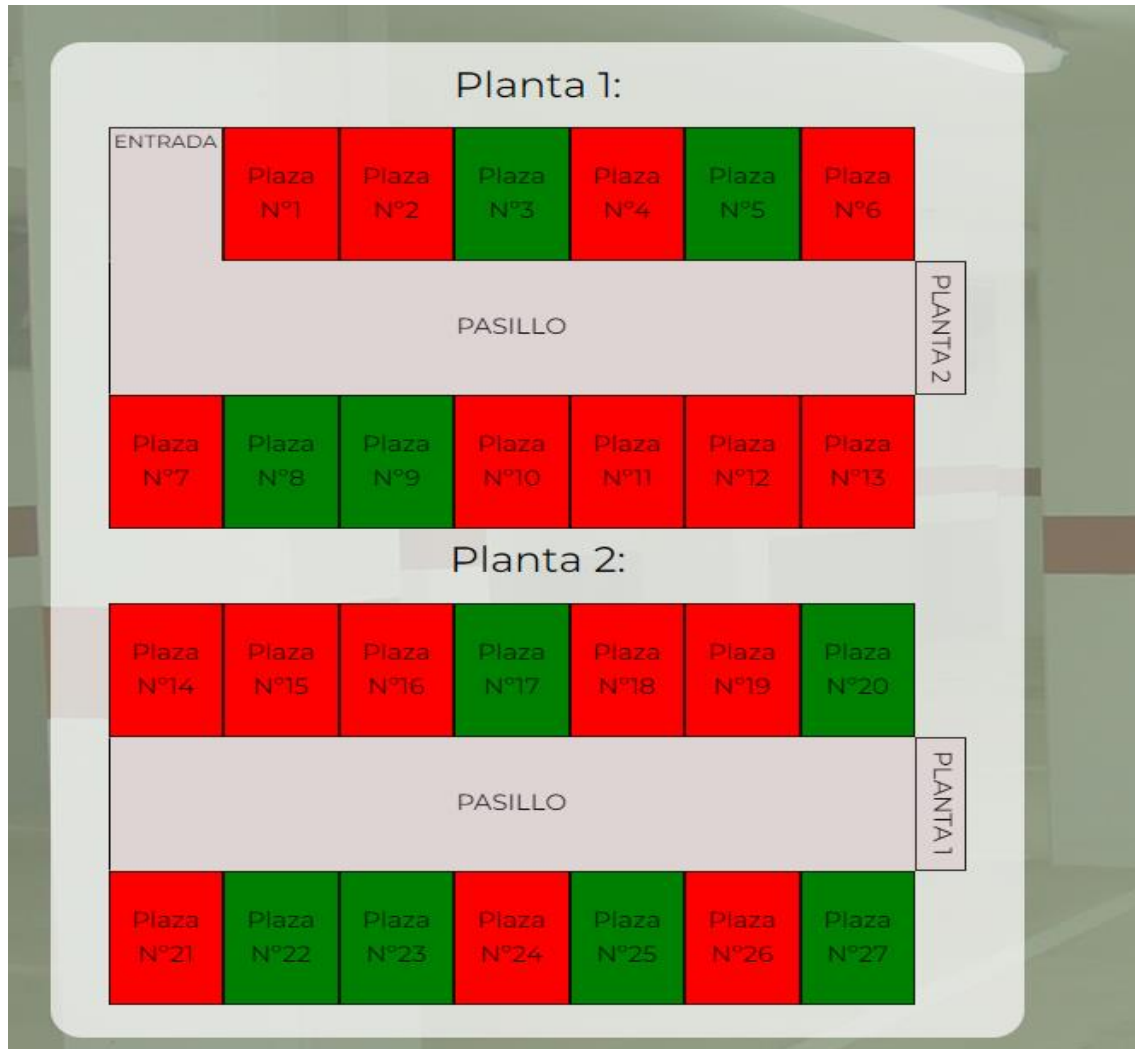 Planta 1:
ENTRADA
Plaza
Nº1
Plaza
Nº2
Plaza
Nº3
Plaza
Nº4
Plaza
Nº5
Plaza
Nº6
PASILLO
PLANTA 2
Plaza
Nº7
Plaza
Nº8
Plaza
Nº9
Plaza
Nº10
Plaza
Nº11
Plaza
Nº12
Plaza
Nº13
Planta 2:
Plaza
Nº14
Plaza
Nº15
Plaza
Nº16
Plaza
Nº17
Plaza
Nº18
Plaza
Nº19
Plaza
Nº20
PASILLO
PLANTA 1
Plaza
Nº21
Plaza
Nº22
Plaza
Nº23
Plaza
Nº24
Plaza
Nº25
Plaza
Nº26
Plaza
Nº27